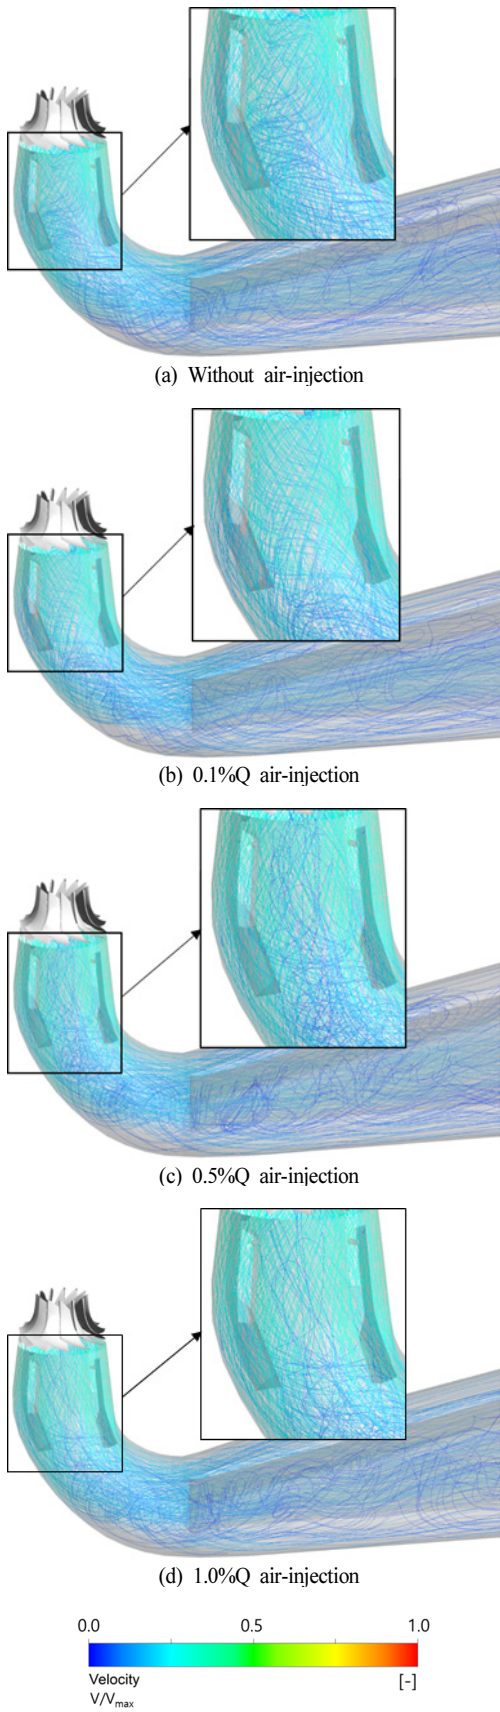 (a) Without air-injection
(b) 0.1%Q air-injection
(c) 0.5%Q air-injection
(d) 1.0%Q air-injection
0.0 0.5 1.0
Velocity [-]
V/Vmax